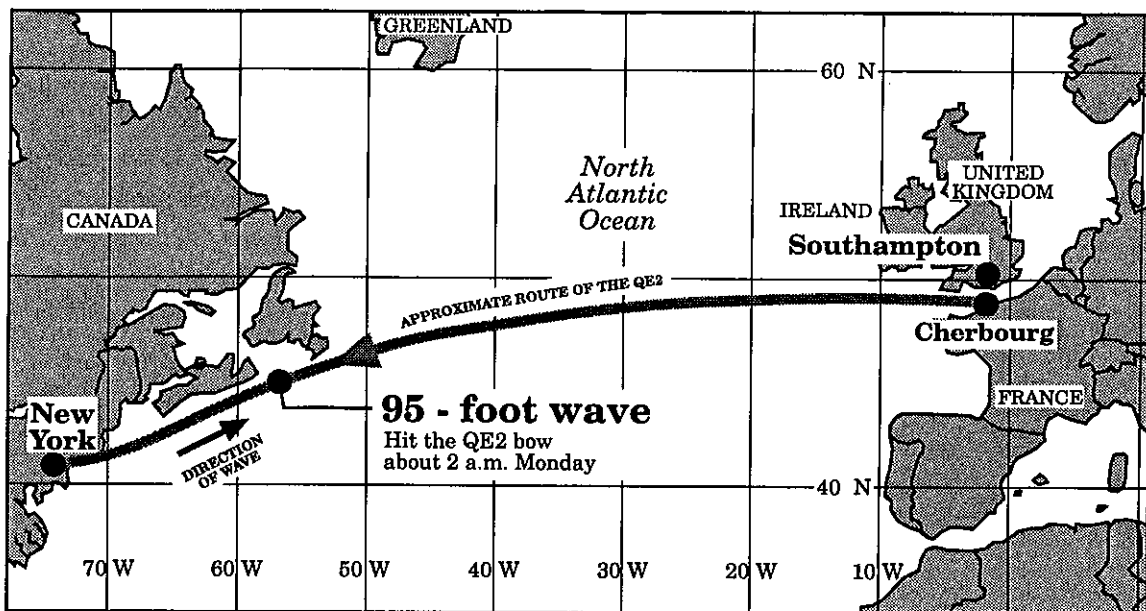 GREENLAND
60 N
North
Atlantic
Ocean
UNITED
KINGDOM
CANADA
IRELAND
Southampton
APPROXIMATE ROUTE OF THE QE2
Cherbourg
95 - foot wave
Hit the QE2 bow
about 2 a.m. Monday
FRANCE
New
York
DIRECTION
OF WAVE
40 N
70 W
60 W
50 W
40 W
30 W
20 W
10 W